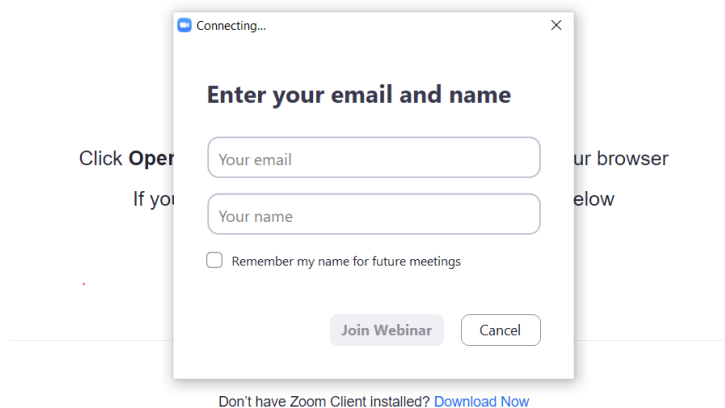 Connecting...
Enter your email and name
Click Oper
ur browser
Your email
If you
elow
Your name
Remember my name for future meetings
Join Webinar
Cancel
Don't have Zoom Client installed? Download Now